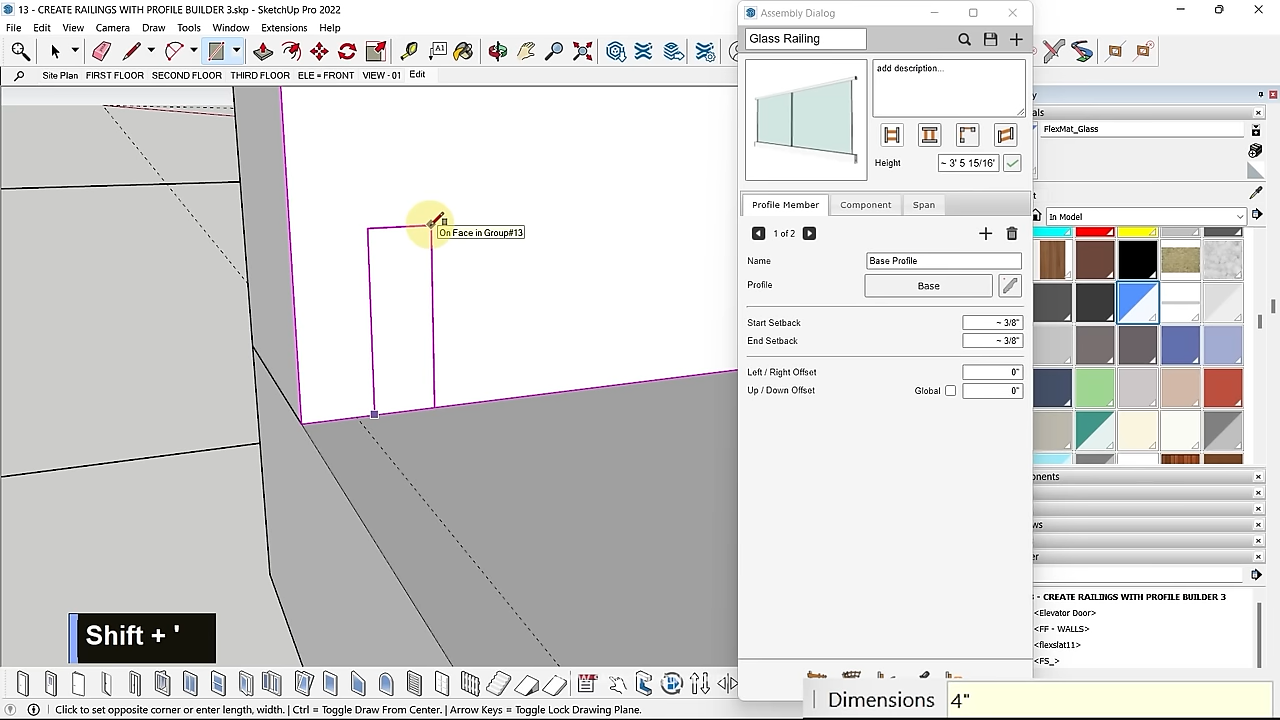 13 - CREATE RAILINGS WITH PROFILE BUILDER 3.skp - SketchUp Pro 2022
File Edit View Camera Draw Tools Window Extensions Help
Site Plan FIRST FLOOR SECOND FLOOR THIRD FLOOR ELE = FRONT VIEW - 01 Edit
Assembly Dialog
Glass Railing
add description...
Height ~ 3' 5 15/16"
Profile Member Component Span
1 of 2
Name Base Profile
Profile Base
Start Setback ~ 3/8"
End Setback ~ 3/8"
Left / Right Offset 0"
Up / Down Offset Global 0"
On Face in Group#13
FlexMat_Glass
In Model
- CREATE RAILINGS WITH PROFILE BUILDER 3
<Elevator Door>
<FF - WALLS>
<flexslat11>
<FS_>
Shift + '
Click to set opposite corner or enter length, width. | Ctrl = Toggle Draw From Center. | Arrow Keys = Toggle Lock Drawing Plane.
Dimensions 4"